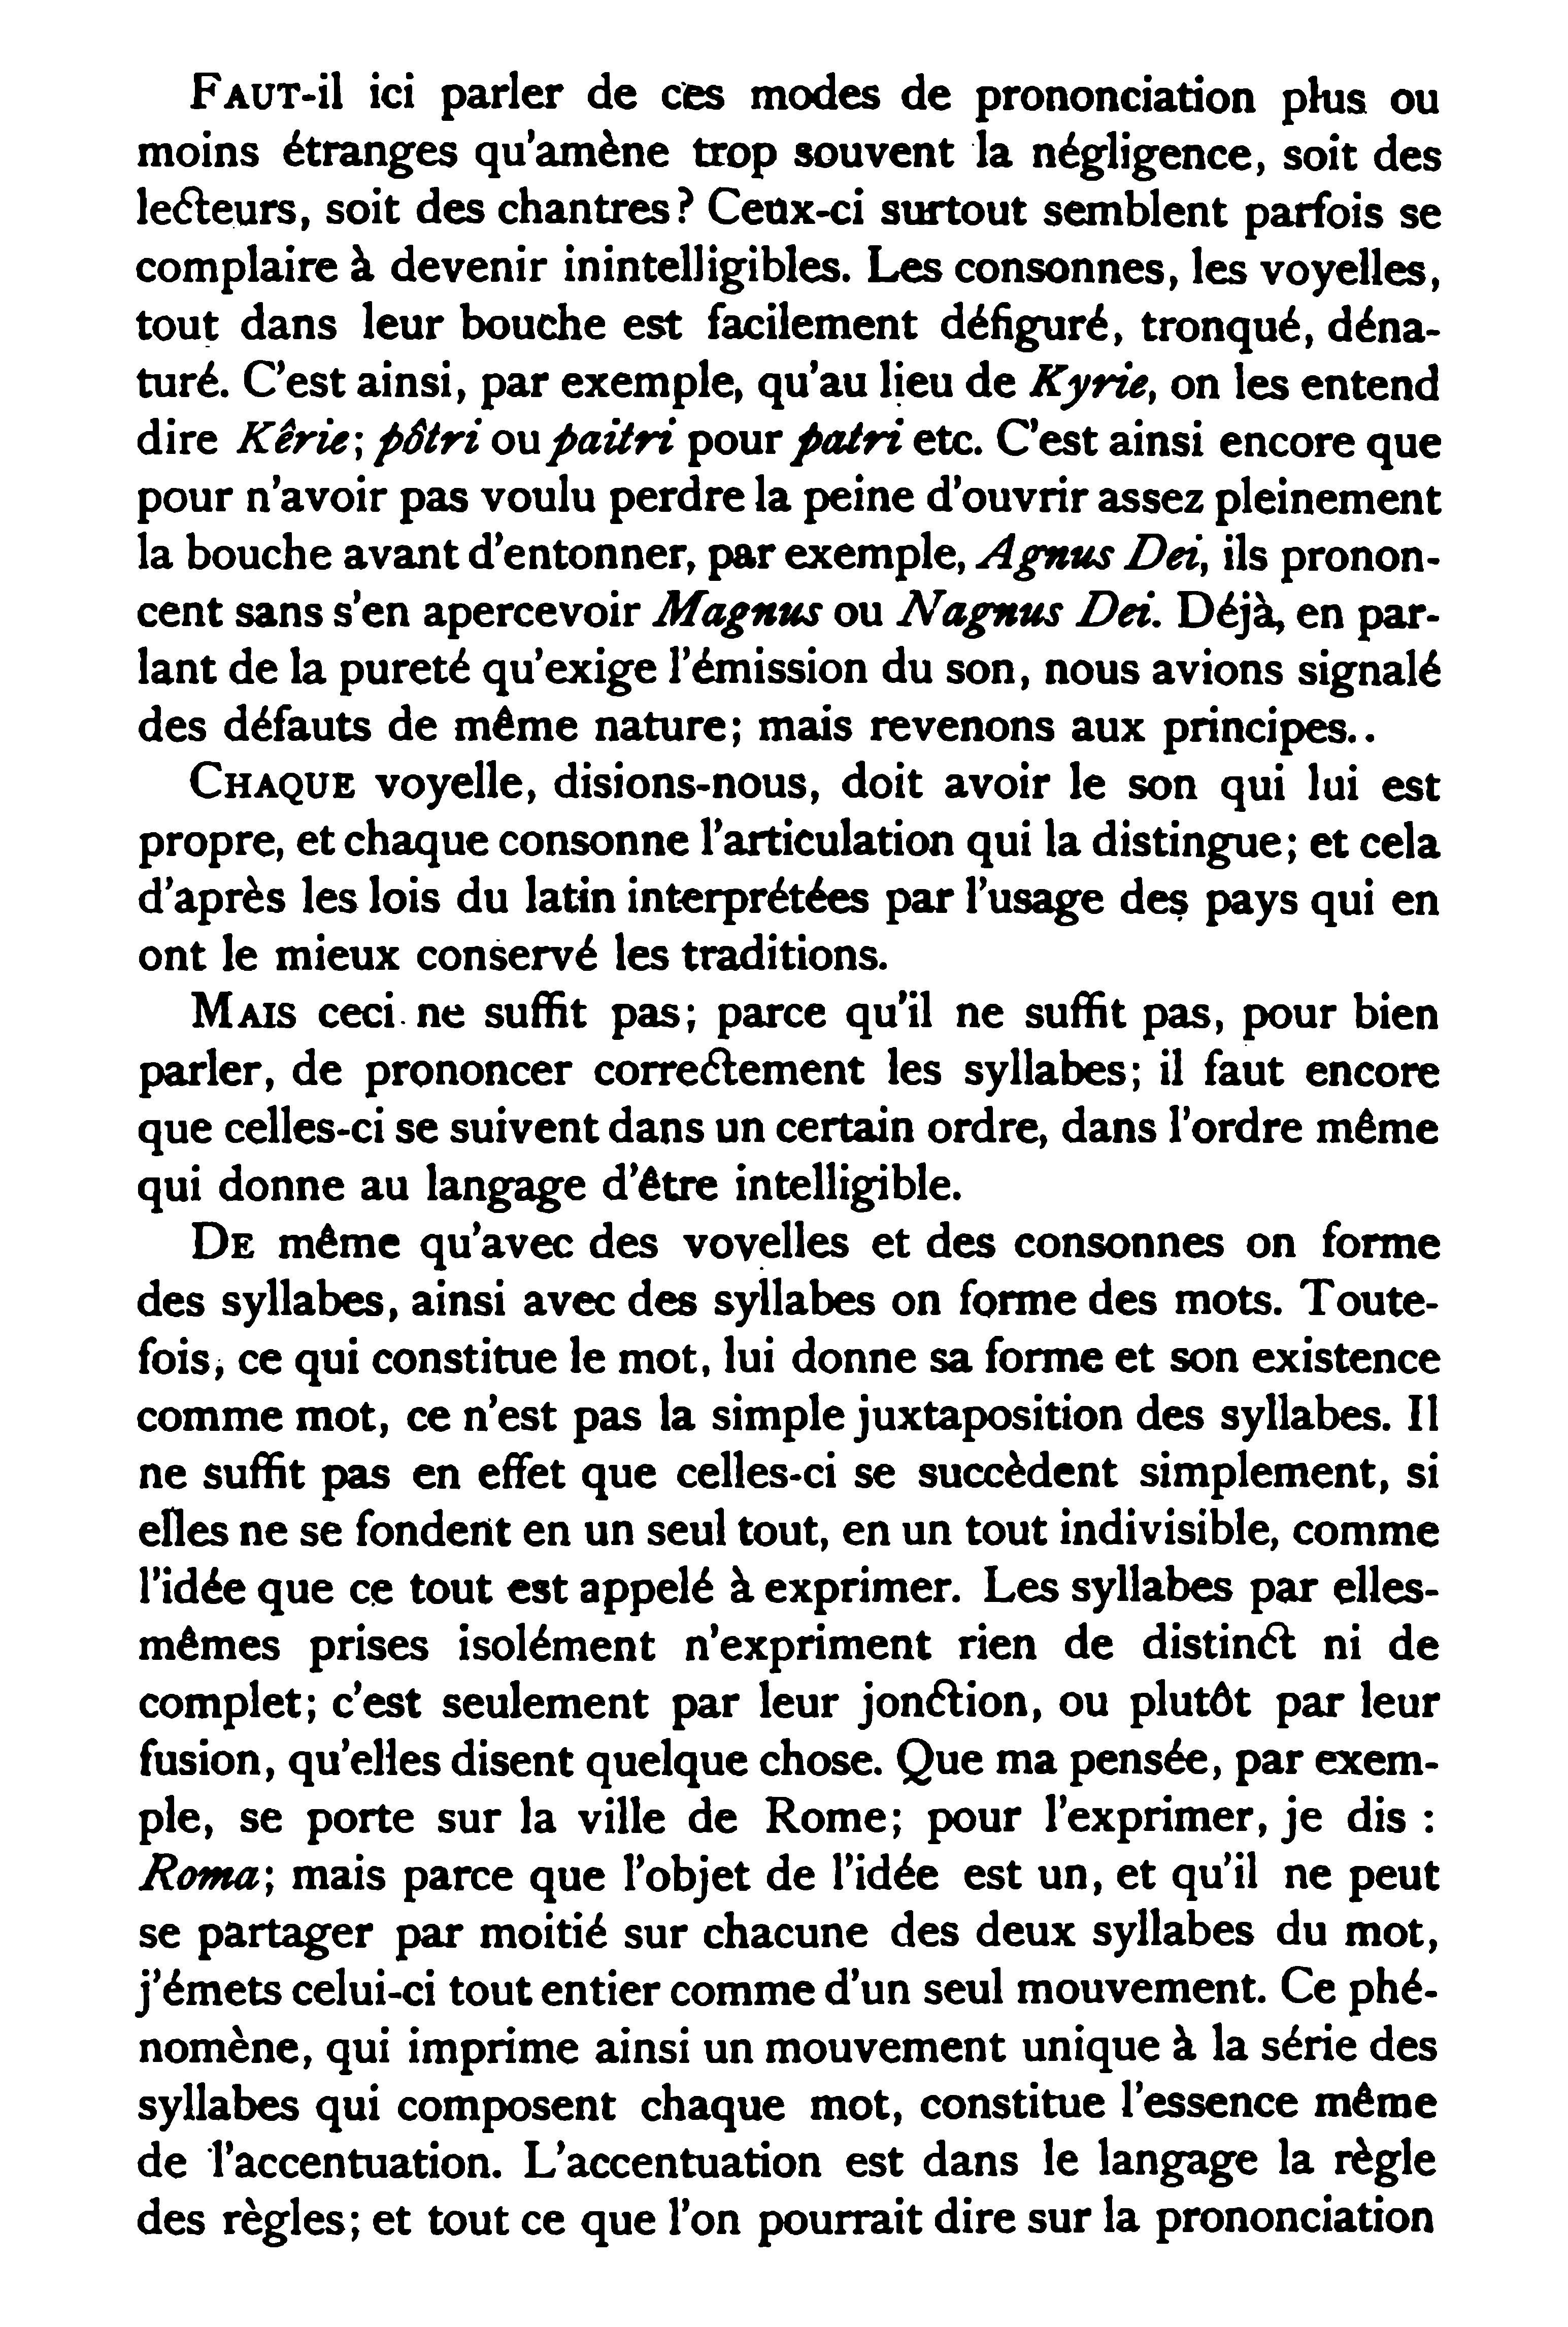 FAUT-il ici parler de ces modes de prononciation plus ou
moins étranges qu'amène trop souvent la négligence, soit des
lecteurs, soit des chantres? Ceux-ci surtout semblent parfois se
complaire à devenir inintelligibles. Les consonnes, les voyelles,
tout dans leur bouche est facilement défiguré, tronqué, déna-
turé. C'est ainsi, par exemple, qu'au lieu de Kyrie, on les entend
dire Kêrie; pôtri ou paitri pour patri etc. C'est ainsi encore que
pour n'avoir pas voulu perdre la peine d'ouvrir assez pleinement
la bouche avant d'entonner, par exemple, Agnus Dei, ils pronon-
cent sans s'en apercevoir Magnus ou Nagnus Dei. Déjà, en par-
lant de la pureté qu'exige l'émission du son, nous avions signalé
des défauts de même nature; mais revenons aux principes..
CHAQUE voyelle, disions-nous, doit avoir le son qui lui est
propre, et chaque consonne l'articulation qui la distingue; et cela
d'après les lois du latin interprétées par l'usage des pays qui en
ont le mieux conservé les traditions.
MAIS ceci ne suffit pas; parce qu'il ne suffit pas, pour bien
parler, de prononcer correctement les syllabes; il faut encore
que celles-ci se suivent dans un certain ordre, dans l'ordre même
qui donne au langage d'être intelligible.
DE même qu'avec des voyelles et des consonnes on forme
des syllabes, ainsi avec des syllabes on forme des mots. Toute-
fois, ce qui constitue le mot, lui donne sa forme et son existence
comme mot, ce n'est pas la simple juxtaposition des syllabes. Il
ne suffit pas en effet que celles-ci se succèdent simplement, si
elles ne se fondent en un seul tout, en un tout indivisible, comme
l'idée que ce tout est appelé à exprimer. Les syllabes par elles-
mêmes prises isolément n'expriment rien de distinct ni de
complet; c'est seulement par leur jonction, ou plutôt par leur
fusion, qu'elles disent quelque chose. Que ma pensée, par exem-
ple, se porte sur la ville de Rome; pour l'exprimer, je dis :
Roma; mais parce que l'objet de l'idée est un, et qu'il ne peut
se partager par moitié sur chacune des deux syllabes du mot,
j'émets celui-ci tout entier comme d'un seul mouvement. Ce phé-
nomène, qui imprime ainsi un mouvement unique à la série des
syllabes qui composent chaque mot, constitue l'essence même
de l'accentuation. L'accentuation est dans le langage la règle
des règles; et tout ce que l'on pourrait dire sur la prononciation